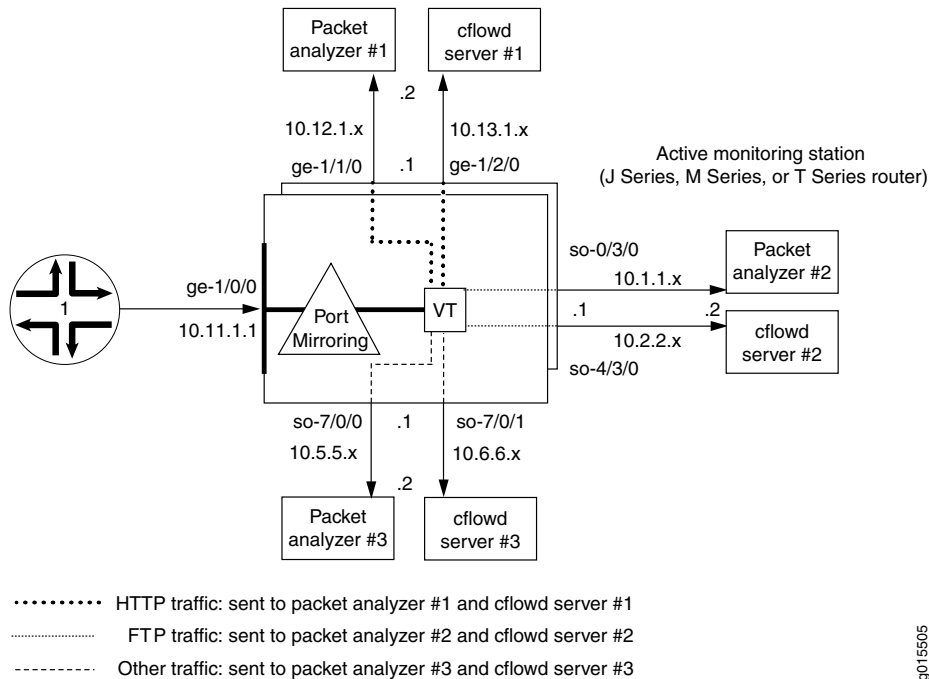 Packet
analyzer #1
cflowd
server #1
.2
10.12.1.x
10.13.1.x
ge-1/1/0
.1
ge-1/2/0
Active monitoring station
(J Series, M Series, or T Series router)
so-0/3/0
Packet
analyzer #2
10.1.1.x
ge-1/0/0
1
10.11.1.1
Port
Mirroring
VT
.1
.2
10.2.2.x
cflowd
server #2
so-4/3/0
so-7/0/0
.1
so-7/0/1
10.5.5.x
10.6.6.x
.2
Packet
analyzer #3
cflowd
server #3
HTTP traffic: sent to packet analyzer #1 and cflowd server #1
FTP traffic: sent to packet analyzer #2 and cflowd server #2
Other traffic: sent to packet analyzer #3 and cflowd server #3
g015505